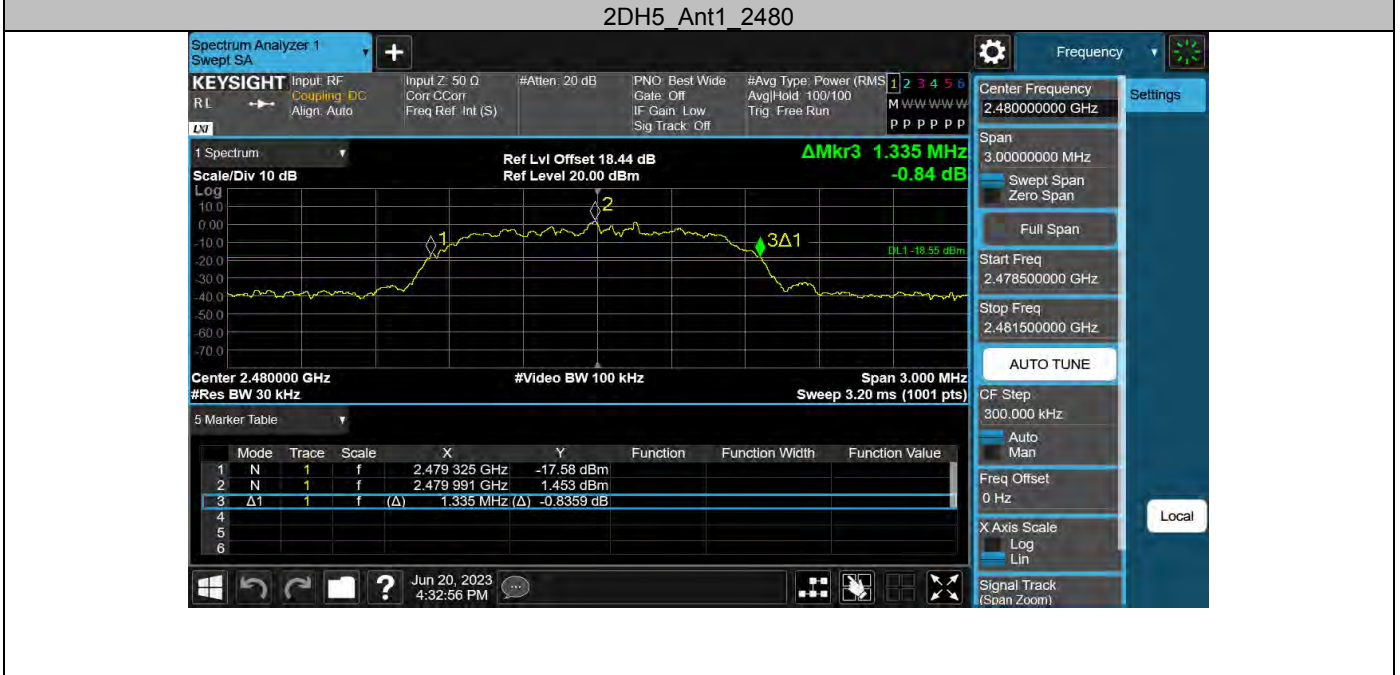 2DH5_Ant1_2480
Spectrum Analyzer 1
Swept SA
+
Frequency
KEYSIGHT
RL
LXI
Input: RF
Coupling: DC
Align: Auto
Input Z: 50 Ω
Corr CCorr
Freq Ref: Int (S)
#Atten: 20 dB
PNO: Best Wide
Gate: Off
IF Gain: Low
Sig Track: Off
#Avg Type: Power (RMS
Avg|Hold: 100/100
Trig: Free Run
1 2 3 4 5 6
M W W W W W
P P P P P P
1 Spectrum
Scale/Div 10 dB
Ref Lvl Offset 18.44 dB
Ref Level 20.00 dBm
ΔMkr3 1.335 MHz
-0.84 dB
Log
10.0
0.00
-10.0
-20.0
-30.0
-40.0
-50.0
-60.0
-70.0
1
2
3Δ1
DL1 -18.55 dBm
Center 2.480000 GHz
#Video BW 100 kHz
Span 3.000 MHz
#Res BW 30 kHz
Sweep 3.20 ms (1001 pts)
5 Marker Table
Mode Trace Scale X Y Function Function Width Function Value
1 N 1 f 2.479 325 GHz -17.58 dBm
2 N 1 f 2.479 991 GHz 1.453 dBm
3 Δ1 1 f (Δ) 1.335 MHz (Δ) -0.8359 dB
4
5
6
?
Jun 20, 2023
4:32:56 PM
Center Frequency
2.480000000 GHz
Settings
Span
3.00000000 MHz
Swept Span
Zero Span
Full Span
Start Freq
2.478500000 GHz
Stop Freq
2.481500000 GHz
AUTO TUNE
CF Step
300.000 kHz
Auto
Man
Freq Offset
0 Hz
X Axis Scale
Log
Lin
Signal Track
(Span Zoom)
Local